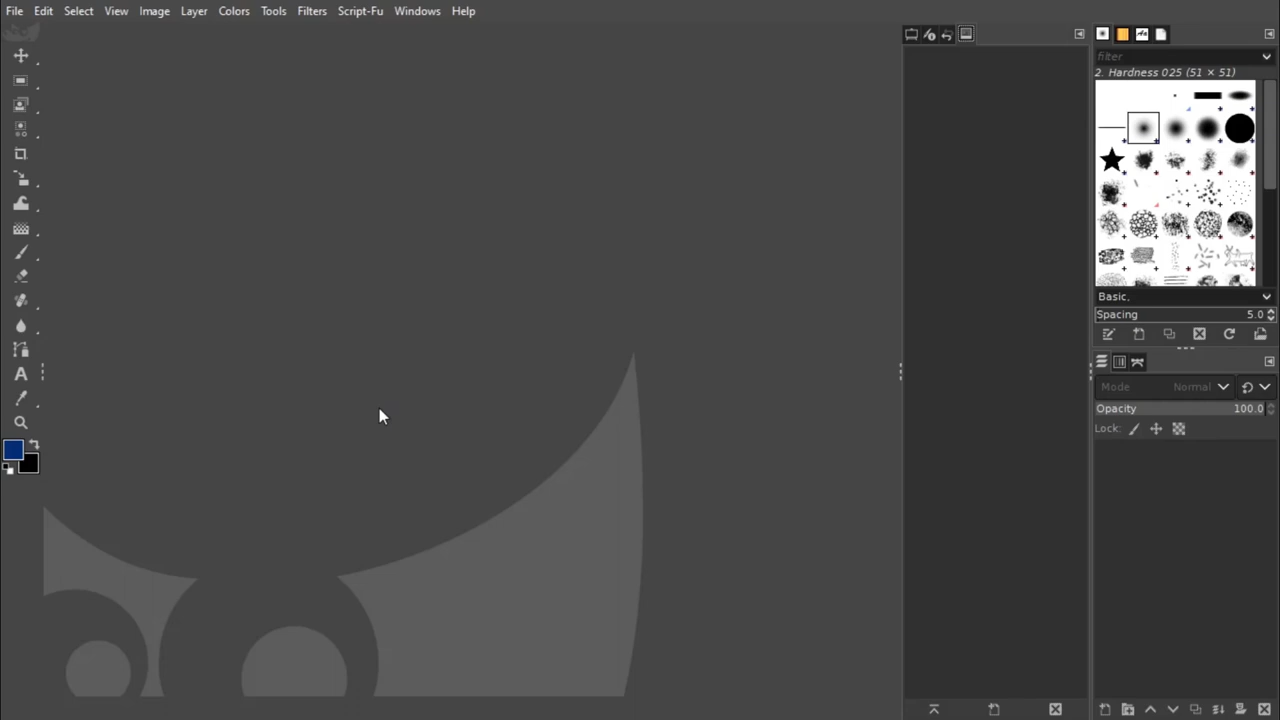 File Edit Select View Image Layer Colors Tools Filters Script-Fu Windows Help
filter
2. Hardness 025 (51 × 51)
Basic,
Spacing 5.0
Mode Normal
Opacity 100.0
Lock:
A